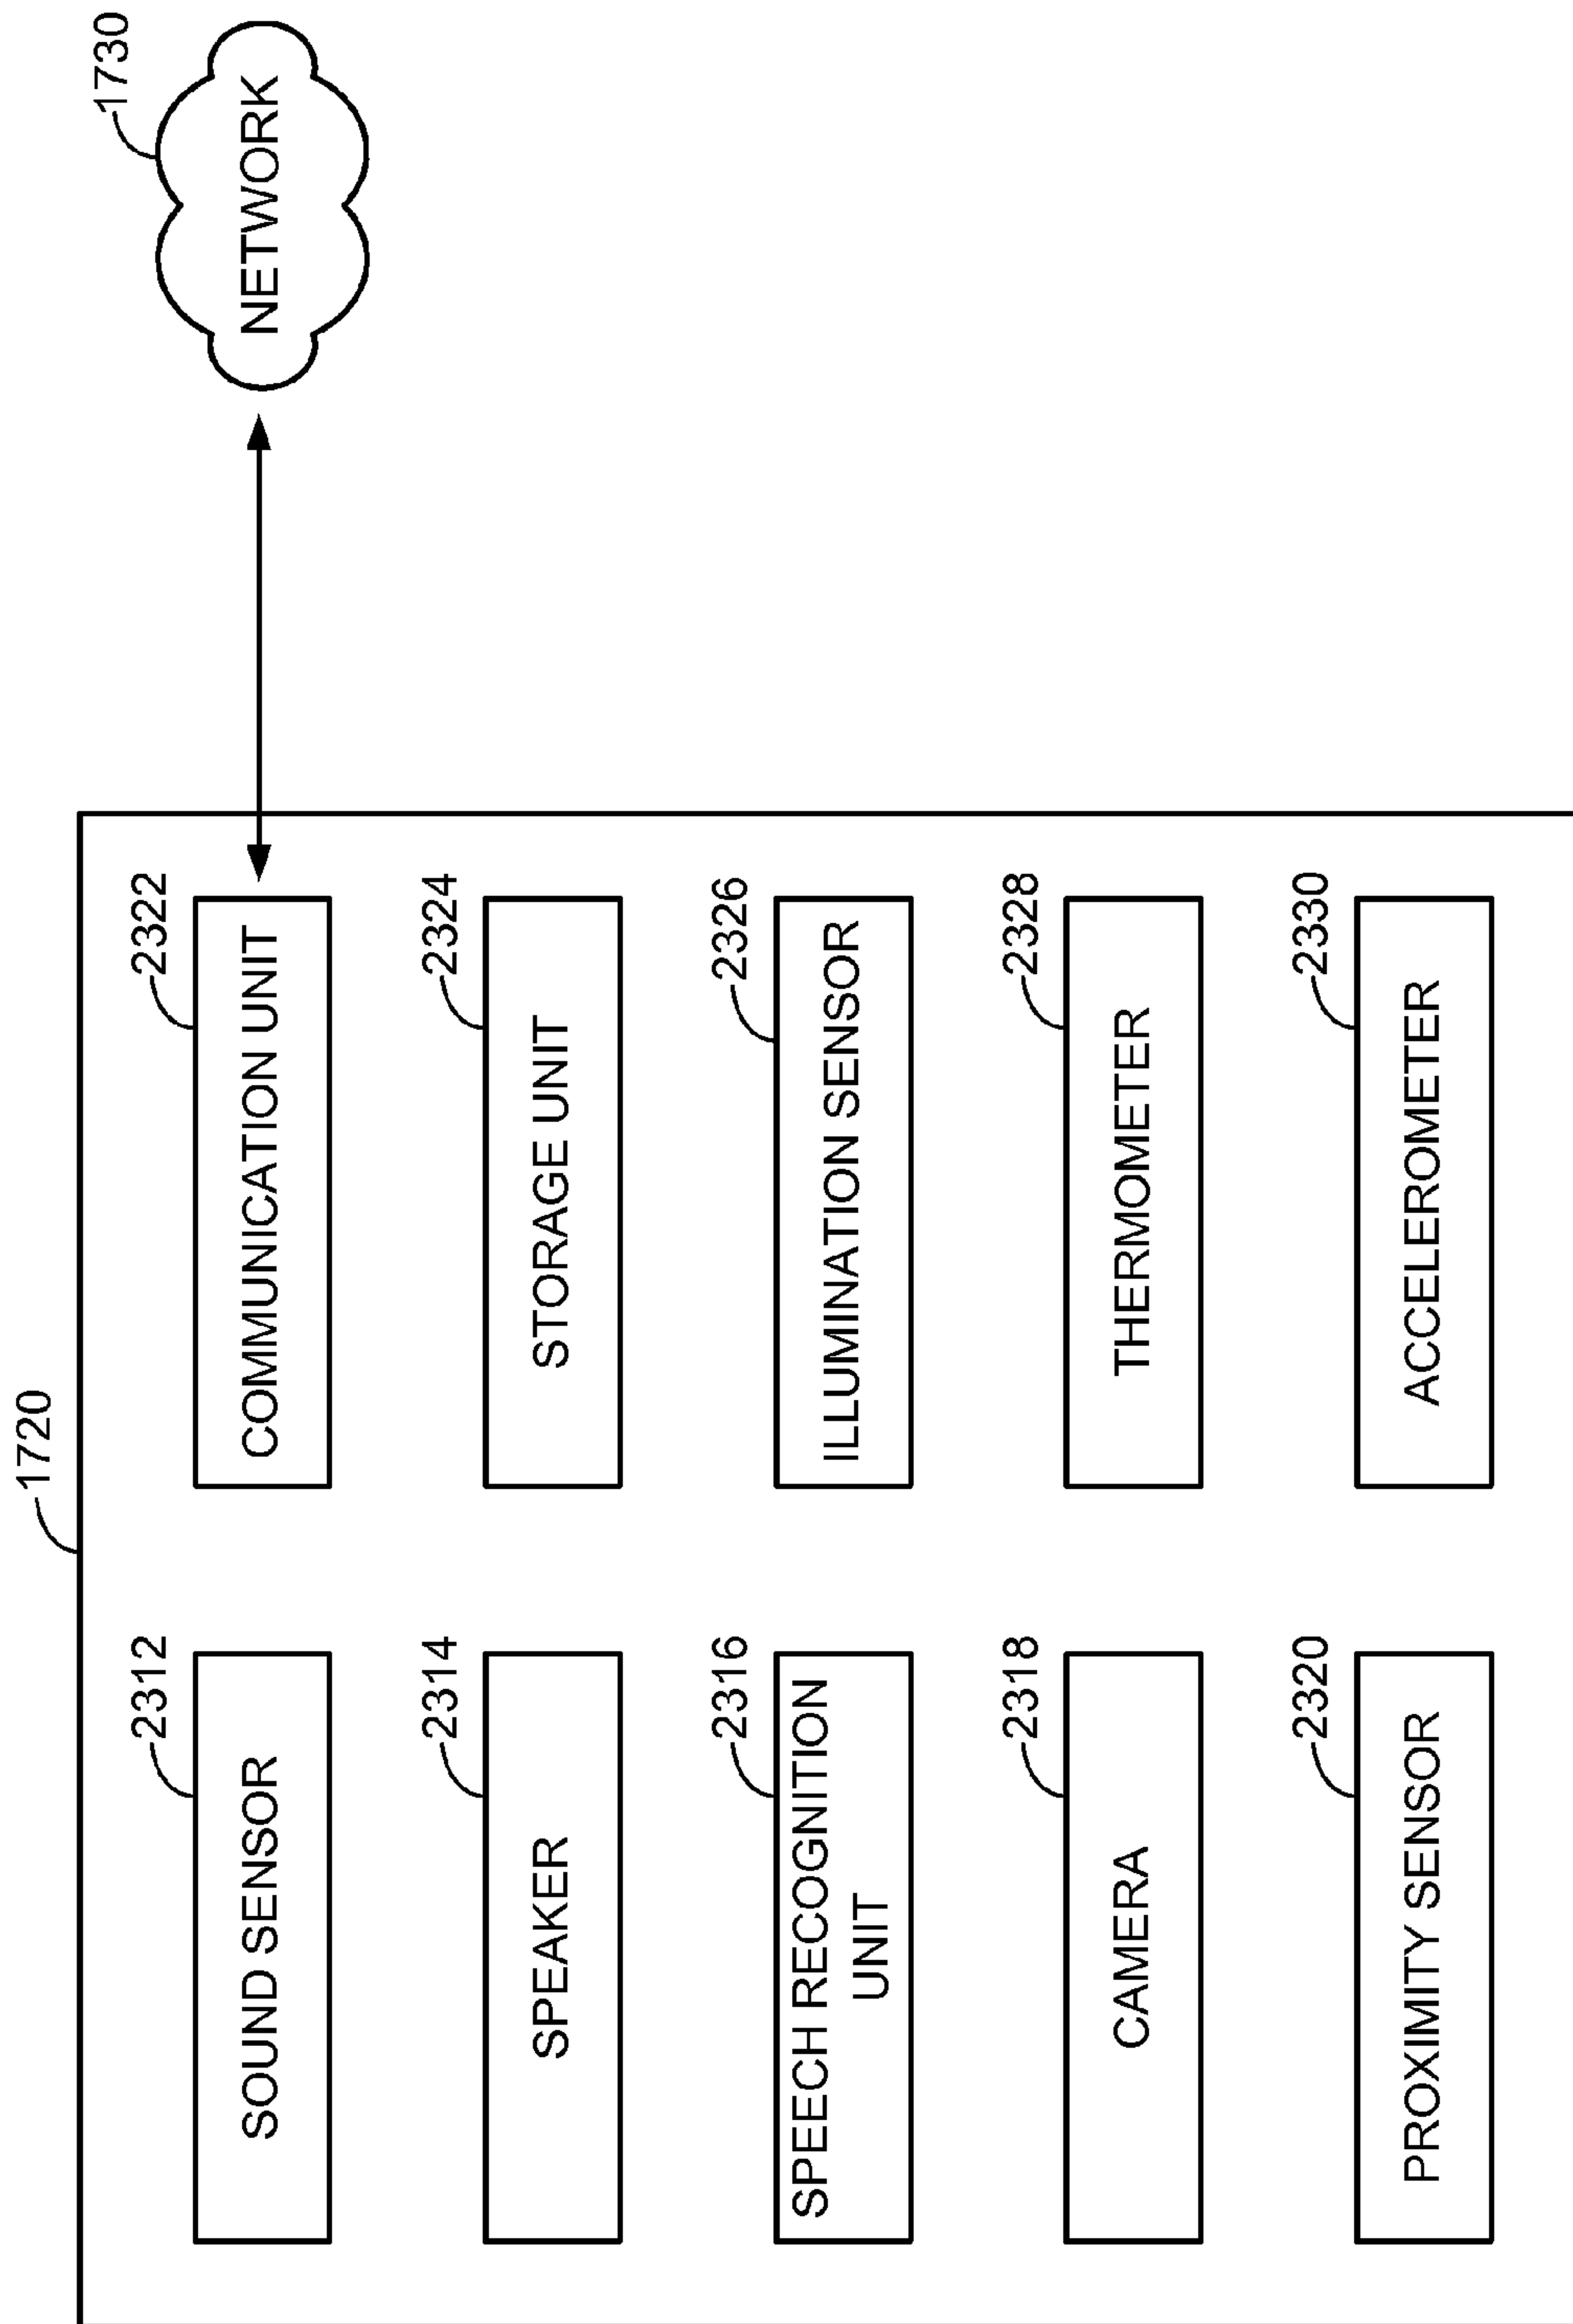 1720
2312
SOUND SENSOR
2322
COMMUNICATION UNIT
1730
NETWORK
2314
SPEAKER
2324
STORAGE UNIT
2316
SPEECH RECOGNITION
UNIT
2326
ILLUMINATION SENSOR
2318
CAMERA
2328
THERMOMETER
2320
PROXIMITY SENSOR
2330
ACCELEROMETER